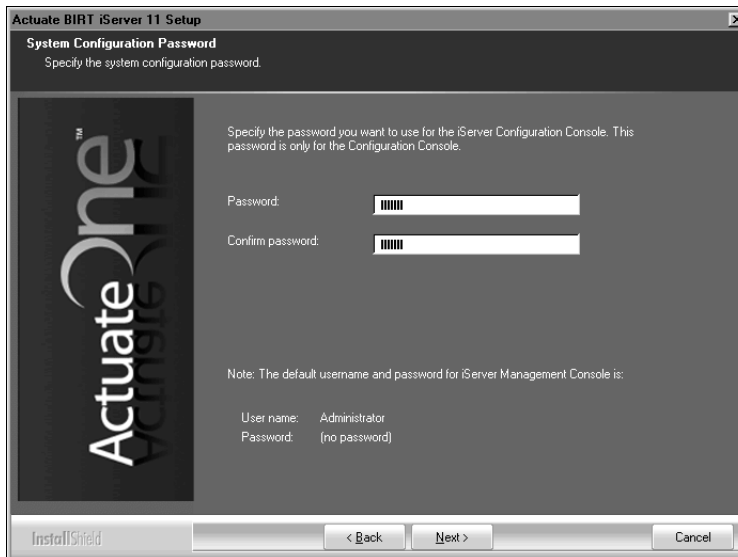 Actuate BIRT iServer 11 Setup
System Configuration Password
Specify the system configuration password.
ActuateOne™
Specify the password you want to use for the iServer Configuration Console. This
password is only for the Configuration Console.
Password:
Confirm password:
Note: The default username and password for iServer Management Console is:
User name: Administrator
Password: (no password)
InstallShield
< Back
Next >
Cancel